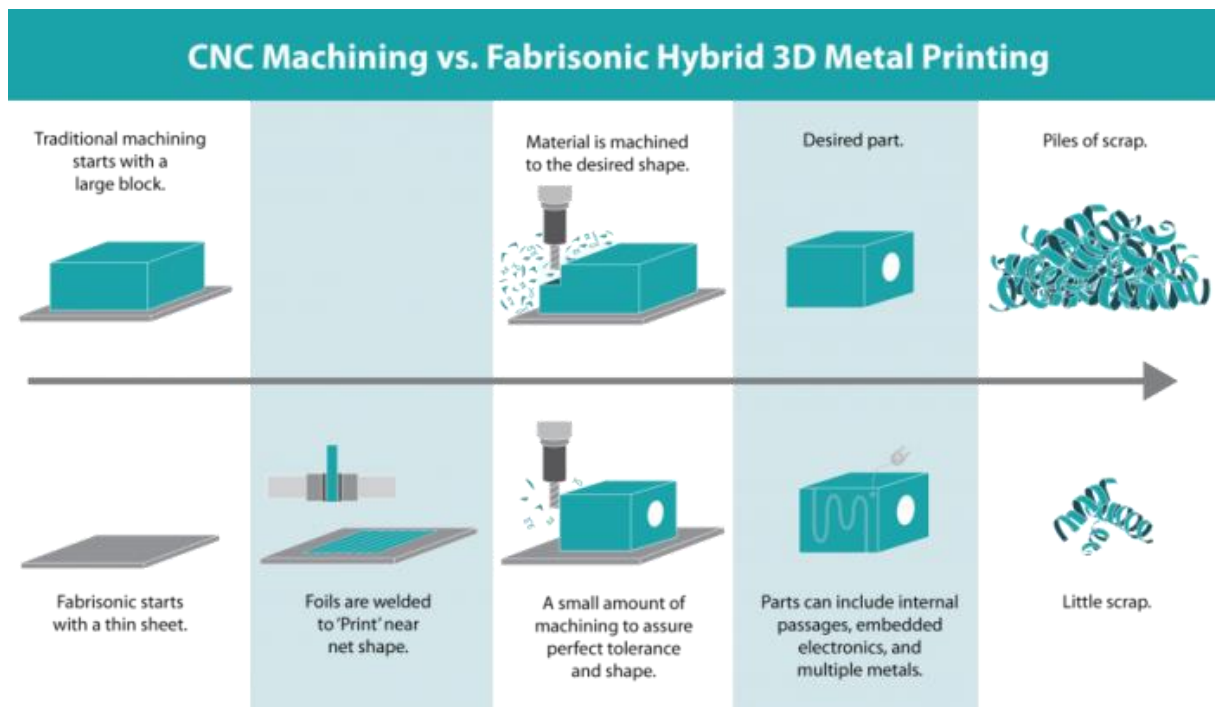 CNC Machining vs. Fabrisonic Hybrid 3D Metal Printing
Traditional machining
starts with a
large block.
Material is machined
to the desired shape.
Desired part.
Piles of scrap.
Fabrisonic starts
with a thin sheet.
Foils are welded
to ‘Print’ near
net shape.
A small amount of
machining to assure
perfect tolerance
and shape.
Parts can include internal
passages, embedded
electronics, and
multiple metals.
Little scrap.